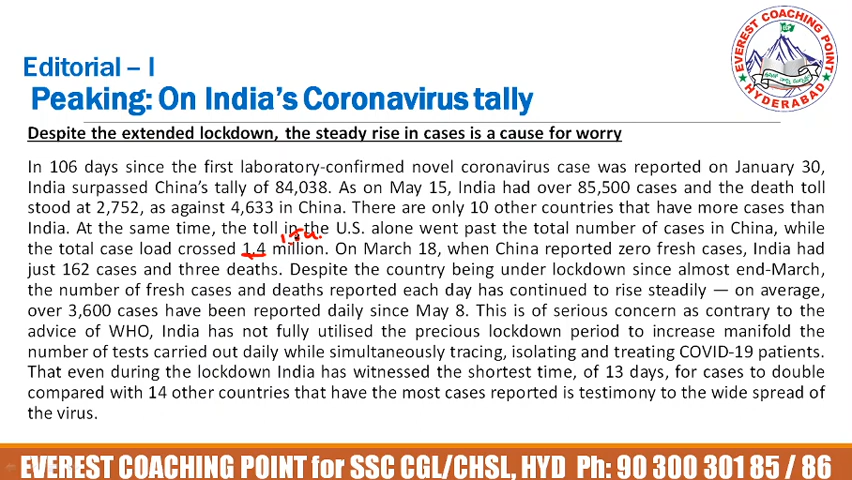 EVEREST COACHING POINT
HYDERABAD
Editorial – I
Peaking: On India's Coronavirus tally
Despite the extended lockdown, the steady rise in cases is a cause for worry
In 106 days since the first laboratory-confirmed novel coronavirus case was reported on January 30,
India surpassed China's tally of 84,038. As on May 15, India had over 85,500 cases and the death toll
stood at 2,752, as against 4,633 in China. There are only 10 other countries that have more cases than
India. At the same time, the toll in the U.S. alone went past the total number of cases in China, while
the total case load crossed 1.4 million. On March 18, when China reported zero fresh cases, India had
just 162 cases and three deaths. Despite the country being under lockdown since almost end-March,
the number of fresh cases and deaths reported each day has continued to rise steadily — on average,
over 3,600 cases have been reported daily since May 8. This is of serious concern as contrary to the
advice of WHO, India has not fully utilised the precious lockdown period to increase manifold the
number of tests carried out daily while simultaneously tracing, isolating and treating COVID-19 patients.
That even during the lockdown India has witnessed the shortest time, of 13 days, for cases to double
compared with 14 other countries that have the most cases reported is testimony to the wide spread of
the virus.
EVEREST COACHING POINT for SSC CGL/CHSL, HYD Ph: 90 300 301 85 / 86